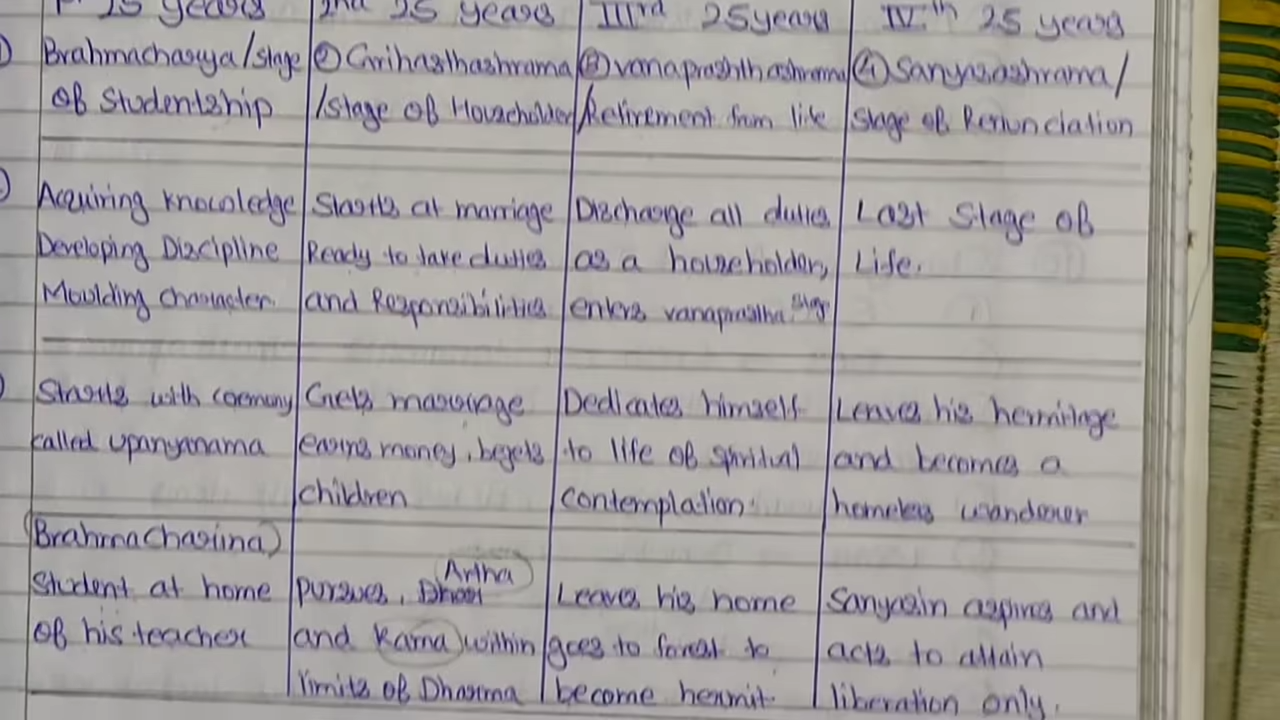 25 years 2nd 25 years IIIrd 25years IVth 25 years
Brahmacharya/stage ② Grihasthashrama ③ vanaprashthashrama ④ Sanyasashrama/
Of Studentship /stage of Householder /Retirement from life stage of Renunciation
Acquiring knowledge Starts at marriage Discharge all duties Last Stage of
Developing Discipline Ready to take duties as a householder, Life.
Moulding character and Responsibilities enters vanaprastha stage
Starts with cermony Gets marriage Dedicates himself Leaves his hermitage
called upanyanama earns money, begets to life of spiritual and becomes a
children contemplation. homeless wanderer
(Brahmacharina)
Artha
Student at home pursues, Leaves his home Sanyasin aspires and
of his teacher and Kama within goes to forest to acts to attain
limits of Dharma become hermit. liberation only.